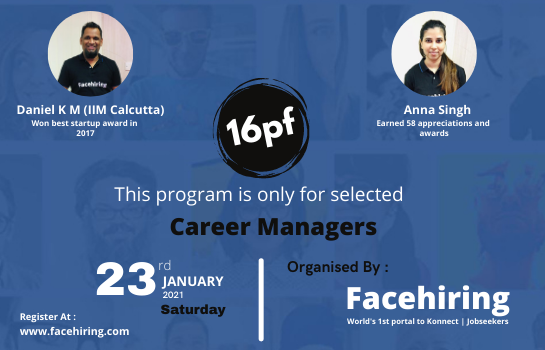 facehiring
Daniel K M (IIM Calcutta)
Won best startup award in
2017
Anna Singh
Earned 58 appreciations and
awards
16pf
This program is only for selected
Career Managers
23rd
JANUARY
2021
Saturday
Register At :
www.facehiring.com
Organised By :
Facehiring
World's 1st portal to Konnect | Jobseekers